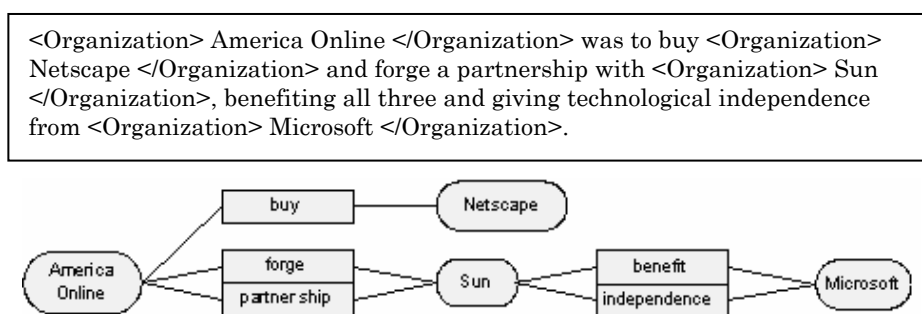 <Organization> America Online </Organization> was to buy <Organization>
Netscape </Organization> and forge a partnership with <Organization> Sun
</Organization>, benefiting all three and giving technological independence
from <Organization> Microsoft </Organization>.
buy
Netscape
America
Online
forge
partnership
Sun
benefit
independence
Microsoft